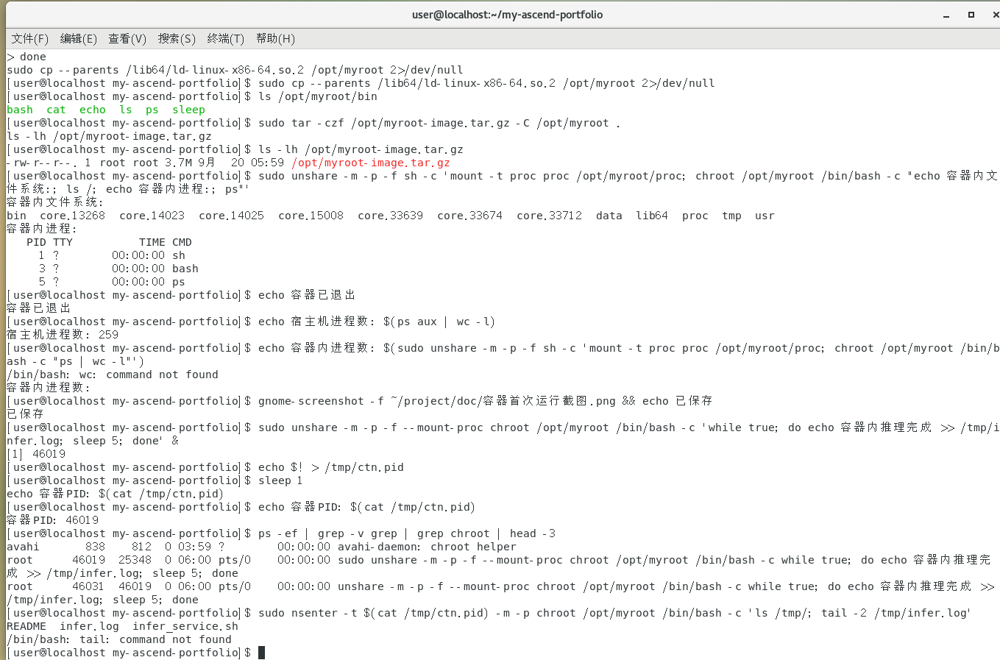 user@localhost:~/my-ascend-portfolio
文件(F) 编辑(E) 查看(V) 搜索(S) 终端(T) 帮助(H)
> done
sudo cp --parents /lib64/ld-linux-x86-64.so.2 /opt/myroot 2>/dev/null
[user@localhost my-ascend-portfolio]$ sudo cp --parents /lib64/ld-linux-x86-64.so.2 /opt/myroot 2>/dev/null
[user@localhost my-ascend-portfolio]$ ls /opt/myroot/bin
bash  cat  echo  ls  ps  sleep
[user@localhost my-ascend-portfolio]$ sudo tar -czf /opt/myroot-image.tar.gz -C /opt/myroot .
ls -lh /opt/myroot-image.tar.gz
[user@localhost my-ascend-portfolio]$ ls -lh /opt/myroot-image.tar.gz
-rw-r--r--. 1 root root 3.7M 9月  20 05:59 /opt/myroot-image.tar.gz
[user@localhost my-ascend-portfolio]$ sudo unshare -m -p -f sh -c 'mount -t proc proc /opt/myroot/proc; chroot /opt/myroot /bin/bash -c "echo 容器内文
件系统:; ls /; echo 容器内进程:; ps"'
容器内文件系统:
bin  core.13268  core.14023  core.14025  core.15008  core.33639  core.33674  core.33712  data  lib64  proc  tmp  usr
容器内进程:
   PID TTY          TIME CMD
     1 ?        00:00:00 sh
     3 ?        00:00:00 bash
     5 ?        00:00:00 ps
[user@localhost my-ascend-portfolio]$ echo 容器已退出
容器已退出
[user@localhost my-ascend-portfolio]$ echo 宿主机进程数: $(ps aux | wc -l)
宿主机进程数: 259
[user@localhost my-ascend-portfolio]$ echo 容器内进程数: $(sudo unshare -m -p -f sh -c 'mount -t proc proc /opt/myroot/proc; chroot /opt/myroot /bin/b
ash -c "ps | wc -l"')
/bin/bash: wc: command not found
容器内进程数:
[user@localhost my-ascend-portfolio]$ gnome-screenshot -f ~/project/doc/容器首次运行截图.png && echo 已保存
已保存
[user@localhost my-ascend-portfolio]$ sudo unshare -m -p -f --mount-proc chroot /opt/myroot /bin/bash -c 'while true; do echo 容器内推理完成 >> /tmp/i
nfer.log; sleep 5; done' &
[1] 46019
[user@localhost my-ascend-portfolio]$ echo $! > /tmp/ctn.pid
[user@localhost my-ascend-portfolio]$ sleep 1
echo 容器PID: $(cat /tmp/ctn.pid)
[user@localhost my-ascend-portfolio]$ echo 容器PID: $(cat /tmp/ctn.pid)
容器PID: 46019
[user@localhost my-ascend-portfolio]$ ps -ef | grep -v grep | grep chroot | head -3
avahi       838    812  0 03:59 ?        00:00:00 avahi-daemon: chroot helper
root      46019  25348  0 06:00 pts/0    00:00:00 sudo unshare -m -p -f --mount-proc chroot /opt/myroot /bin/bash -c while true; do echo 容器内推理完
成 >> /tmp/infer.log; sleep 5; done
root      46031  46019  0 06:00 pts/0    00:00:00 unshare -m -p -f --mount-proc chroot /opt/myroot /bin/bash -c while true; do echo 容器内推理完成 >>
/tmp/infer.log; sleep 5; done
[user@localhost my-ascend-portfolio]$ sudo nsenter -t $(cat /tmp/ctn.pid) -m -p chroot /opt/myroot /bin/bash -c 'ls /tmp/; tail -2 /tmp/infer.log'
README  infer.log  infer_service.sh
/bin/bash: tail: command not found
[user@localhost my-ascend-portfolio]$